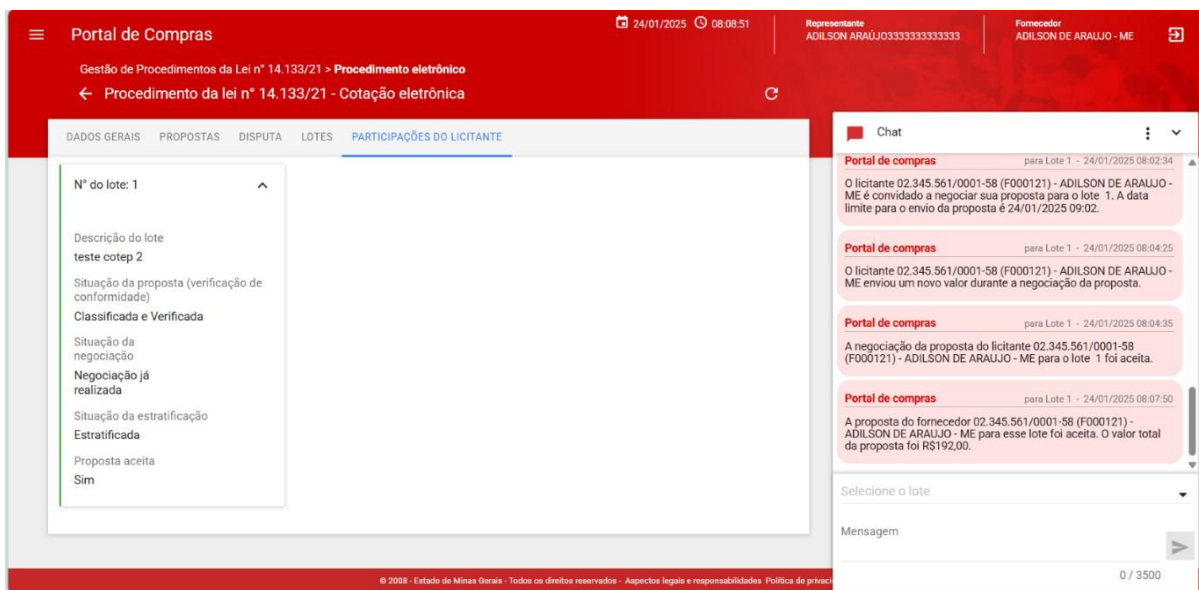 Portal de Compras
24/01/2025 08:08:51
Representante
ADILSON ARAÚJO3333333333333
Fornecedor
ADILSON DE ARAUJO - ME
Gestão de Procedimentos da Lei n° 14.133/21 > Procedimento eletrônico
Procedimento da lei n° 14.133/21 - Cotação eletrônica
DADOS GERAIS PROPOSTAS DISPUTA LOTES PARTICIPAÇÕES DO LICITANTE
N° do lote: 1
Descrição do lote
teste cotep 2
Situação da proposta (verificação de
conformidade)
Classificada e Verificada
Situação da
negociação
Negociação já
realizada
Situação da estratificação
Estratificada
Proposta aceita
Sim
Chat
Portal de compras para Lote 1 - 24/01/2025 08:02:34
O licitante 02.345.561/0001-58 (F000121) - ADILSON DE ARAUJO -
ME é convidado a negociar sua proposta para o lote 1. A data
limite para o envio da proposta é 24/01/2025 09:02.
Portal de compras para Lote 1 - 24/01/2025 08:04:25
O licitante 02.345.561/0001-58 (F000121) - ADILSON DE ARAUJO -
ME enviou um novo valor durante a negociação da proposta.
Portal de compras para Lote 1 - 24/01/2025 08:04:35
A negociação da proposta do licitante 02.345.561/0001-58
(F000121) - ADILSON DE ARAUJO - ME para o lote 1 foi aceita.
Portal de compras para Lote 1 - 24/01/2025 08:07:50
A proposta do fornecedor 02.345.561/0001-58 (F000121) -
ADILSON DE ARAUJO - ME para esse lote foi aceita. O valor total
da proposta foi R$192,00.
Selecione o lote
Mensagem
0 / 3500
© 2008 - Estado de Minas Gerais - Todos os direitos reservados - Aspectos legais e responsabilidades Política de privaci